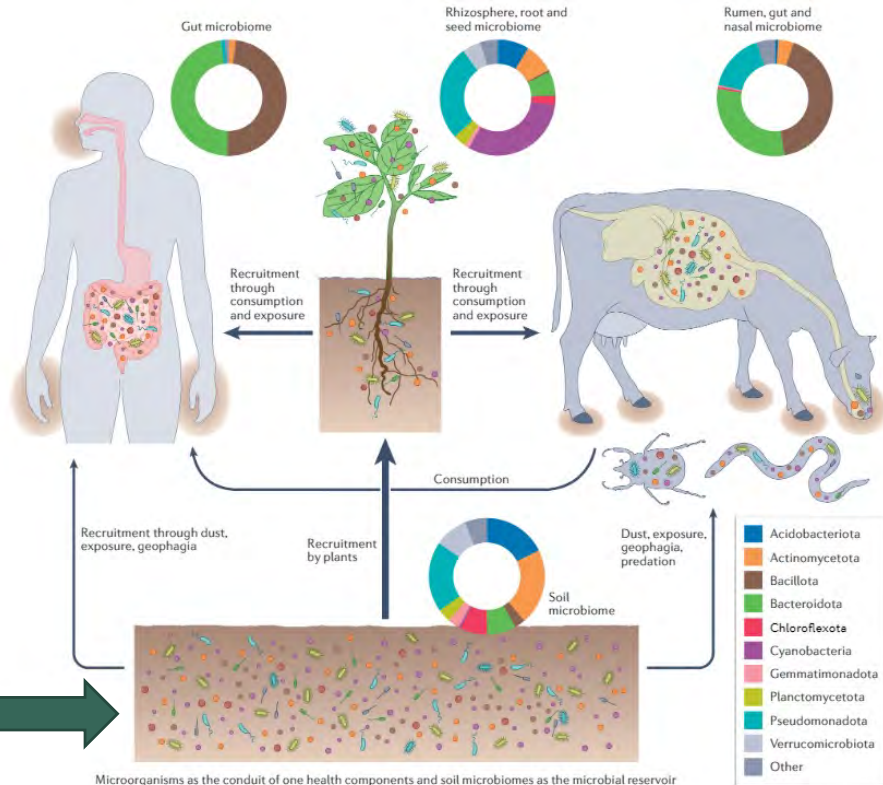 Gut microbiome
Rhizosphere, root and
seed microbiome
Rumen, gut and
nasal microbiome
Recruitment
through
consumption
and exposure
Recruitment
through
consumption
and exposure
Consumption
Recruitment through dust,
exposure, geophagia
Recruitment
by plants
Dust, exposure,
geophagia,
predation
Soil
microbiome
Acidobacteriota
Actinomycetota
Bacillota
Bacteroidota
Chloroflexota
Cyanobacteria
Gemmatimonadota
Planctomycetota
Pseudomonadota
Verrucomicrobiota
Other
Microorganisms as the conduit of one health components and soil microbiomes as the microbial reservoir